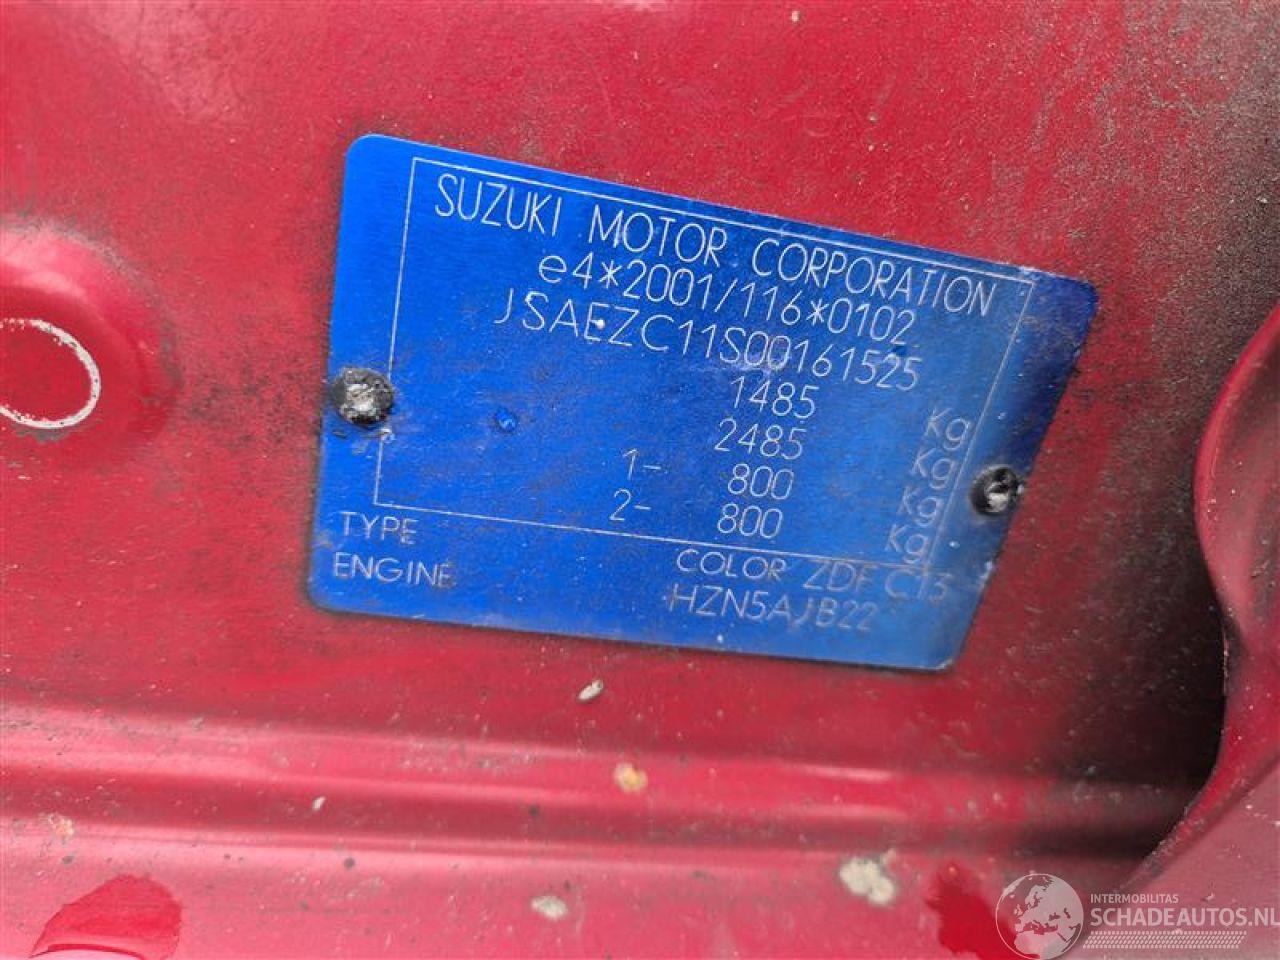 SUZUKI MOTOR CORPORATION
e4*2001/116*0102
JSAEZC11S00161525
1485 Kg
2485 Kg
1- 800 Kg
2- 800 Kg
TYPE COLOR ZDF C13
ENGINE HZN5AJB22
INTERMOBILITAS
SCHADEAUTOS.NL